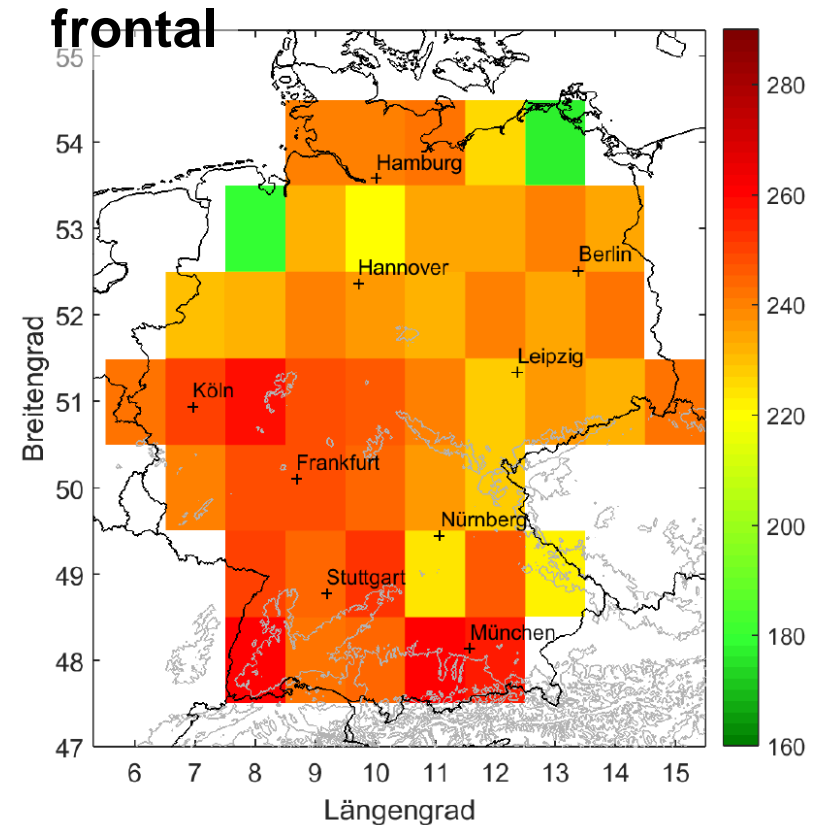 frontal
55
54
53
52
51
50
49
48
47
Breitengrad
Hamburg
Berlin
Hannover
Leipzig
Köln
Frankfurt
Nürnberg
Stuttgart
München
6 7 8 9 10 11 12 13 14 15
Längengrad
280
260
240
220
200
180
160